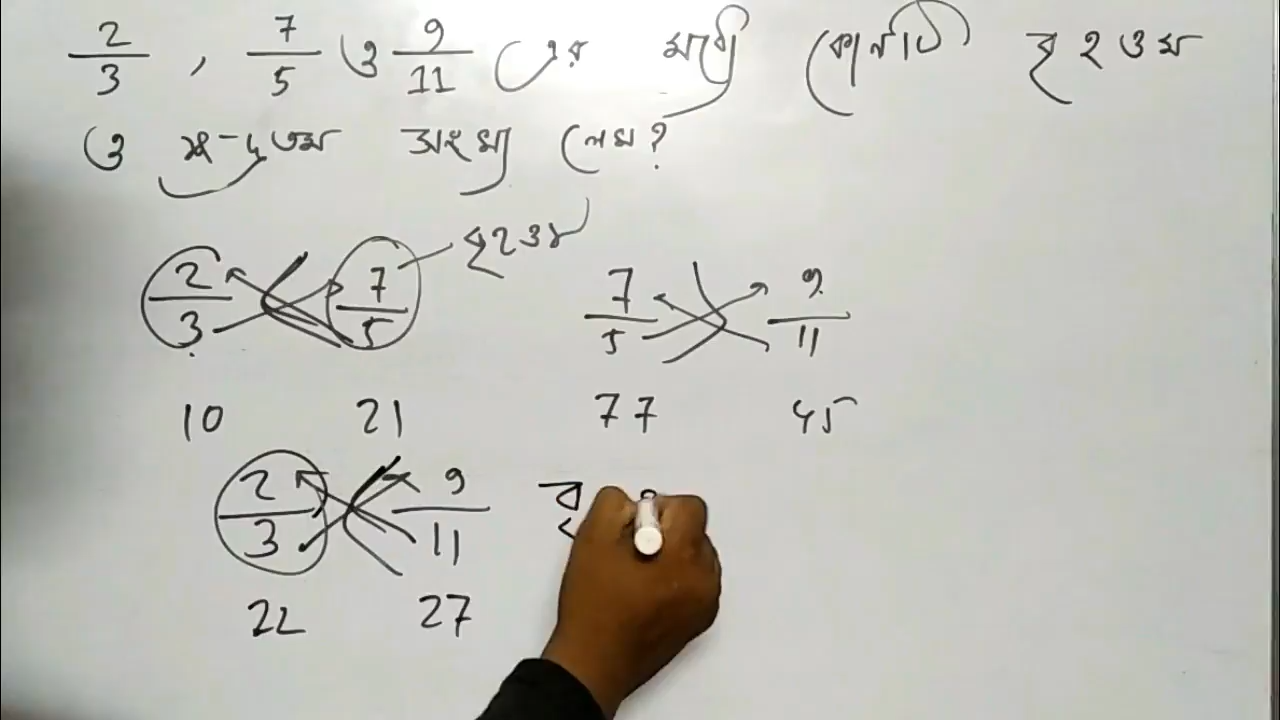 2/3 , 7/5 ও 9/11 এর মধ্যে কোনটি বৃহত্তম
ও ক্ষুদ্রতম সংখ্যা লেখ?
2/3 < 7/5 বৃহত্তম
7/5 > 9/11
10 21 77 45
2/3 < 9/11 বৃ
22 27